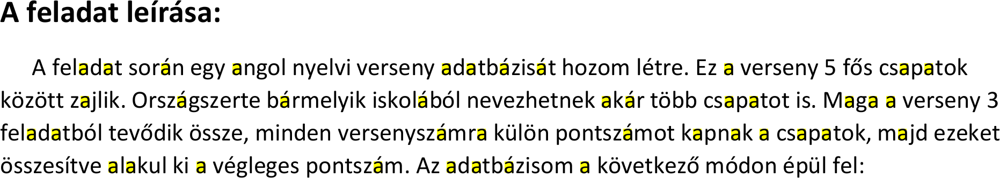 A feladat leírása:
A feladat során egy angol nyelvi verseny adatbázisát hozom létre. Ez a verseny 5 fős csapatok
között zajlik. Országszerte bármelyik iskolából nevezhetnek akár több csapatot is. Maga a verseny 3
feladatból tevődik össze, minden versenyszámra külön pontszámot kapnak a csapatok, majd ezeket
összesítve alakul ki a végleges pontszám. Az adatbázisom a következő módon épül fel: